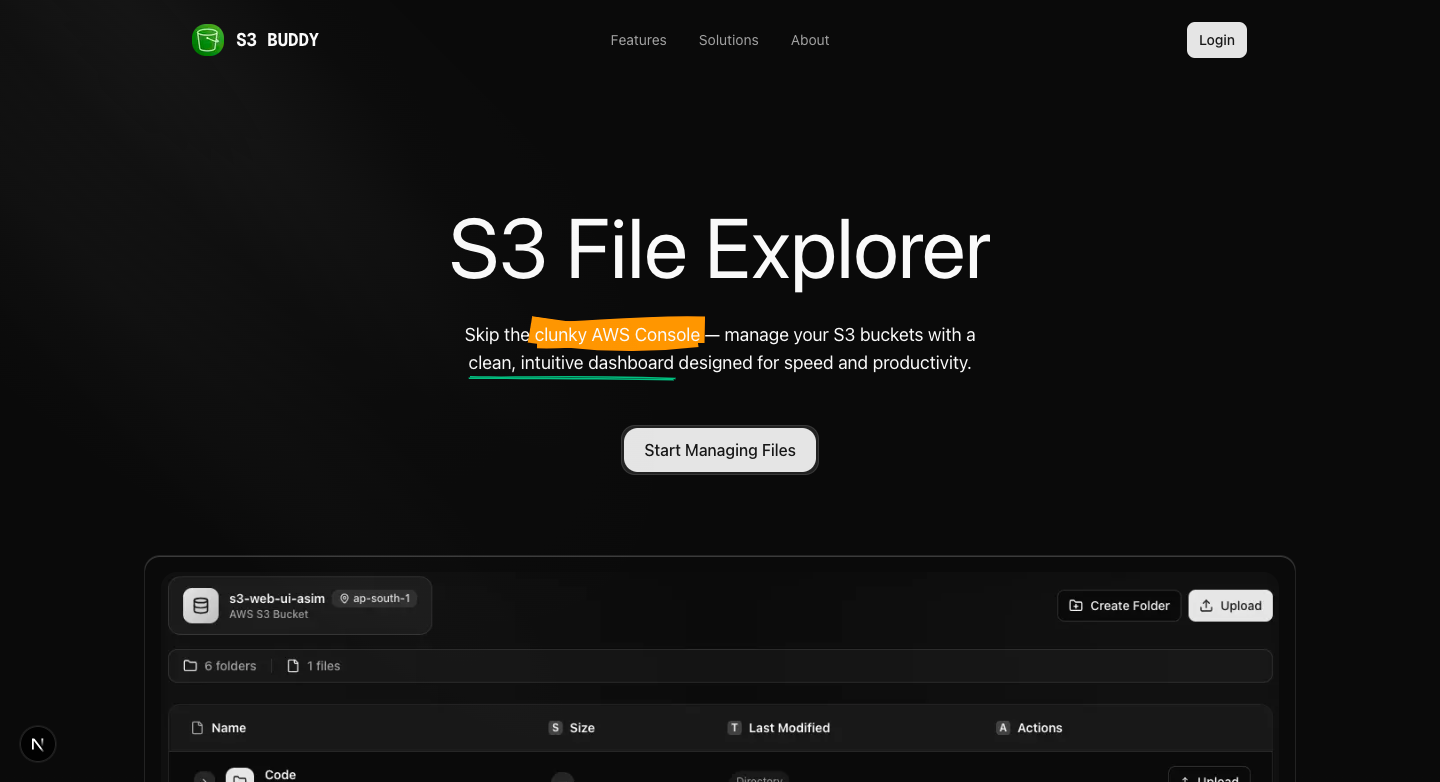 S3 BUDDY
Features
Solutions
About
Login
S3 File Explorer
Skip the clunky AWS Console — manage your S3 buckets with a
clean, intuitive dashboard designed for speed and productivity.
Start Managing Files
s3-web-ui-asim
ap-south-1
AWS S3 Bucket
Create Folder
Upload
6 folders
1 files
Name
S Size
T Last Modified
A Actions
N
Code
Directory
Upload